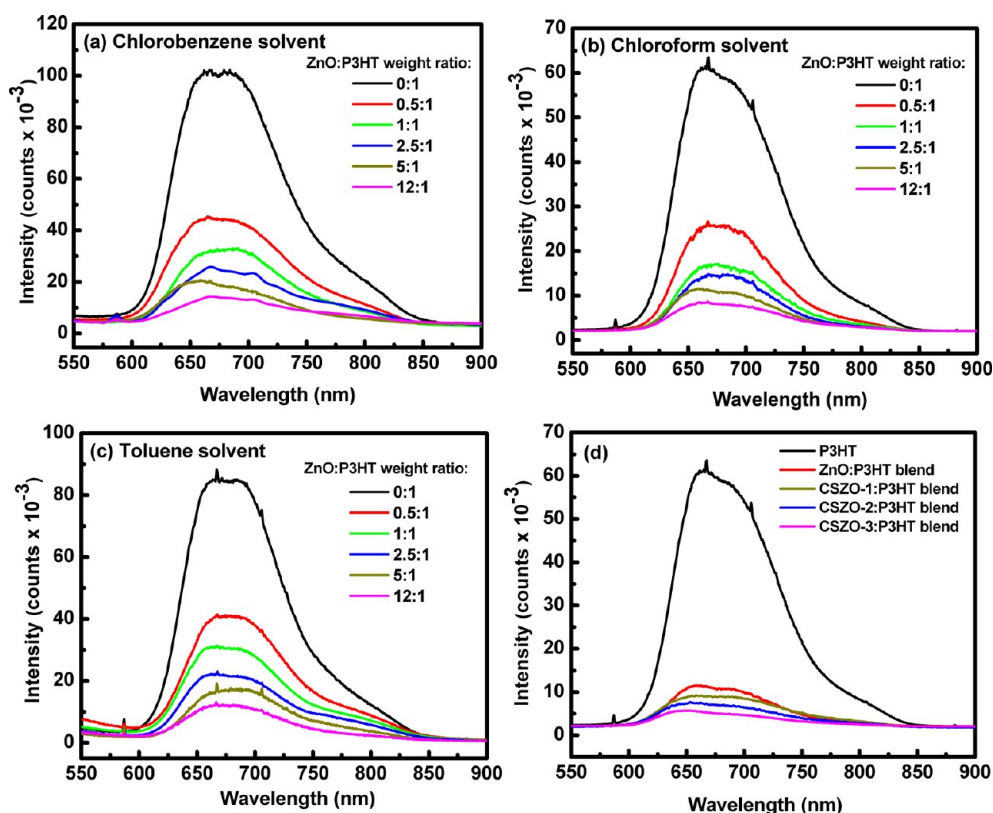 (a) Chlorobenzene solvent
ZnO:P3HT weight ratio:
0:1
0.5:1
1:1
2.5:1
5:1
12:1
120
100
80
60
40
20
0
Intensity (counts x 10⁻³)
550 600 650 700 750 800 850 900
Wavelength (nm)
(b) Chloroform solvent
ZnO:P3HT weight ratio:
0:1
0.5:1
1:1
2.5:1
5:1
12:1
70
60
50
40
30
20
10
0
Intensity (counts x 10⁻³)
550 600 650 700 750 800 850 900
Wavelength (nm)
(c) Toluene solvent
ZnO:P3HT weight ratio:
0:1
0.5:1
1:1
2.5:1
5:1
12:1
100
80
60
40
20
0
Intensity (counts x 10⁻³)
550 600 650 700 750 800 850 900
Wavelength (nm)
(d)
P3HT
ZnO:P3HT blend
CSZO-1:P3HT blend
CSZO-2:P3HT blend
CSZO-3:P3HT blend
70
60
50
40
30
20
10
0
Intensity (counts x 10⁻³)
550 600 650 700 750 800 850 900
Wavelength (nm)